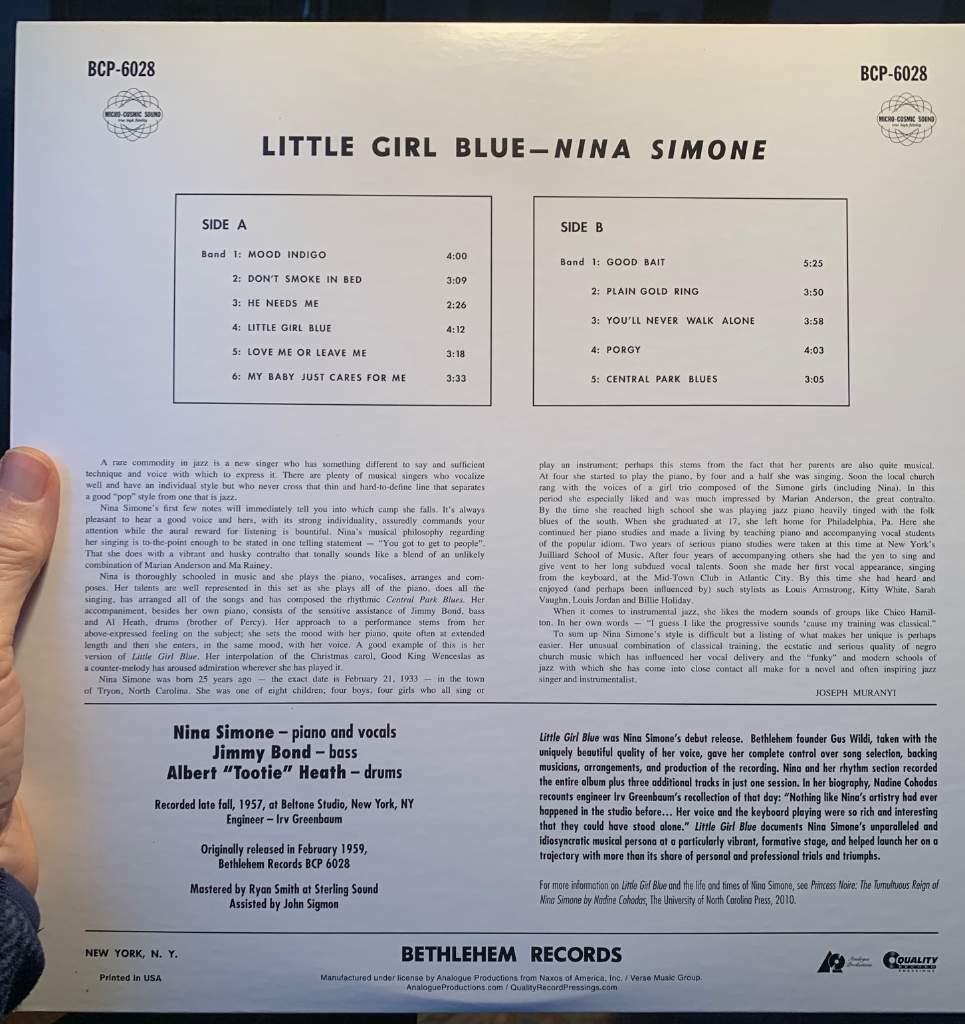 BCP-6028
BCP-6028
MICRO-COSMIC SOUND
MICRO-COSMIC SOUND
LITTLE GIRL BLUE—NINA SIMONE
SIDE A
Band 1: MOOD INDIGO 4:00
2: DON'T SMOKE IN BED 3:09
3: HE NEEDS ME 2:26
4: LITTLE GIRL BLUE 4:12
5: LOVE ME OR LEAVE ME 3:18
6: MY BABY JUST CARES FOR ME 3:33
SIDE B
Band 1: GOOD BAIT 5:25
2: PLAIN GOLD RING 3:50
3: YOU'LL NEVER WALK ALONE 3:58
4: PORGY 4:03
5: CENTRAL PARK BLUES 3:05
A rare commodity in jazz is a new singer who has something different to say and sufficient
technique and voice with which to express it. There are plenty of musical singers who vocalize
well and have an individual style but who never cross that thin and hard-to-define line that separates
a good "pop" style from one that is jazz.
Nina Simone's first few notes will immediately tell you into which camp she falls. It's always
pleasant to hear a good voice and hers, with its strong individuality, assuredly commands your
attention while the aural reward for listening is bountiful. Nina's musical philosophy regarding
her singing is to-the-point enough to be stated in one telling statement — "You got to get to people".
That she does with a vibrant and husky contralto that tonally sounds like a blend of an unlikely
combination of Marian Anderson and Ma Rainey.
Nina is thoroughly schooled in music and she plays the piano, vocalises, arranges and com-
poses. Her talents are well represented in this set as she plays all of the piano, does all the
singing, has arranged all of the songs and has composed the rhythmic Central Park Blues. Her
accompaniment, besides her own piano, consists of the sensitive assistance of Jimmy Bond, bass
and Al Heath, drums (brother of Percy). Her approach to a performance stems from her
above-expressed feeling on the subject; she sets the mood with her piano, quite often at extended
length and then she enters, in the same mood, with her voice. A good example of this is her
version of Little Girl Blue. Her interpolation of the Christmas carol, Good King Wenceslas as
a counter-melody has aroused admiration wherever she has played it.
Nina Simone was born 25 years ago — the exact date is February 21, 1933 — in the town
of Tryon, North Carolina. She was one of eight children; four boys, four girls who all sing or
play an instrument; perhaps this stems from the fact that her parents are also quite musical.
At four she started to play the piano, by four and a half she was singing. Soon the local church
rang with the voices of a girl trio composed of the Simone girls (including Nina). In this
period she especially liked and was much impressed by Marian Anderson, the great contralto.
By the time she reached high school she was playing jazz piano heavily tinged with the folk
blues of the south. When she graduated at 17, she left home for Philadelphia, Pa. Here she
continued her piano studies and made a living by teaching piano and accompanying vocal students
of the popular idiom. Two years of serious piano studies were taken at this time at New York's
Juilliard School of Music. After four years of accompanying others she had the yen to sing and
give vent to her long subdued vocal talents. Soon she made her first vocal appearance, singing
from the keyboard, at the Mid-Town Club in Atlantic City. By this time she had heard and
enjoyed (and perhaps been influenced by) such stylists as Louis Armstrong, Kitty White, Sarah
Vaughn, Louis Jordan and Billie Holiday.
When it comes to instrumental jazz, she likes the modern sounds of groups like Chico Hamil-
ton. In her own words — "I guess I like the progressive sounds 'cause my training was classical."
To sum up Nina Simone's style is difficult but a listing of what makes her unique is perhaps
easier. Her unusual combination of classical training, the ecstatic and serious quality of negro
church music which has influenced her vocal delivery and the "funky" and modern schools of
jazz with which she has come into close contact all make for a novel and often inspiring jazz
singer and instrumentalist.
JOSEPH MURANYI
Nina Simone – piano and vocals
Jimmy Bond – bass
Albert "Tootie" Heath – drums
Recorded late fall, 1957, at Beltone Studio, New York, NY
Engineer – Irv Greenbaum
Originally released in February 1959,
Bethlehem Records BCP 6028
Mastered by Ryan Smith at Sterling Sound
Assisted by John Sigmon
Little Girl Blue was Nina Simone's debut release. Bethlehem founder Gus Wildi, taken with the
uniquely beautiful quality of her voice, gave her complete control over song selection, backing
musicians, arrangements, and production of the recording. Nina and her rhythm section recorded
the entire album plus three additional tracks in just one session. In her biography, Nadine Cohodas
recounts engineer Irv Greenbaum's recollection of that day: "Nothing like Nina's artistry had ever
happened in the studio before... Her voice and the keyboard playing were so rich and interesting
that they could have stood alone." Little Girl Blue documents Nina Simone's unparalleled and
idiosyncratic musical persona at a particularly vibrant, formative stage, and helped launch her on a
trajectory with more than its share of personal and professional trials and triumphs.
For more information on Little Girl Blue and the life and times of Nina Simone, see Princess Noire: The Tumultuous Reign of
Nina Simone by Nadine Cohodas, The University of North Carolina Press, 2010.
NEW YORK, N. Y.
BETHLEHEM RECORDS
Printed in USA
Manufactured under license by Analogue Productions from Naxos of America, Inc. / Verse Music Group.
AnalogueProductions.com / QualityRecordPressings.com
Analogue Productions
QUALITY
RECORD
PRESSINGS